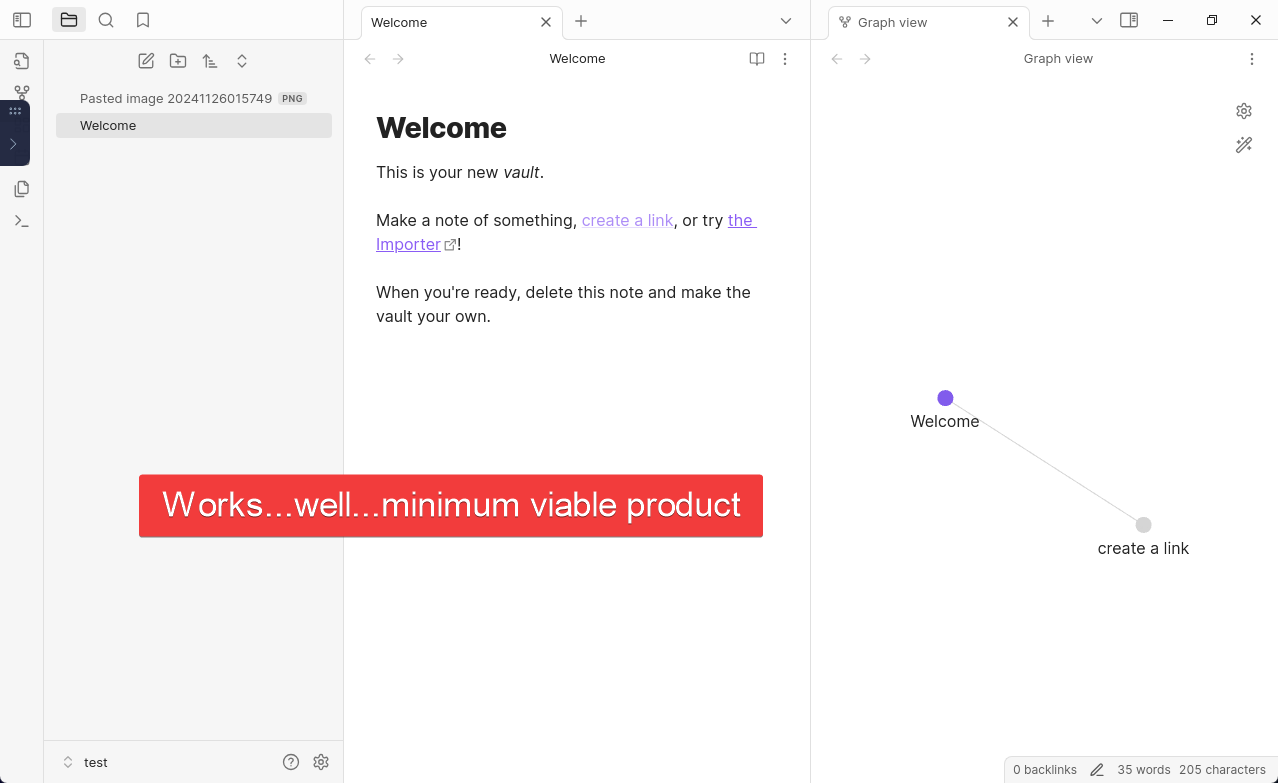 Welcome
Graph view
Welcome
Graph view
Pasted image 20241126015749 PNG
Welcome
Welcome
This is your new vault.
Make a note of something, create a link, or try the
Importer!
When you're ready, delete this note and make the
vault your own.
Welcome
Works...well...minimum viable product
create a link
test
0 backlinks 35 words 205 characters